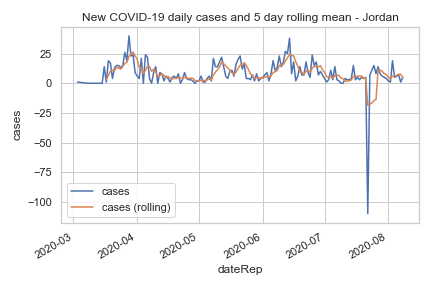 New COVID-19 daily cases and 5 day rolling mean - Jordan
cases
25
0
−25
−50
−75
−100
cases
cases (rolling)
2020-03
2020-04
2020-05
2020-06
2020-07
2020-08
dateRep